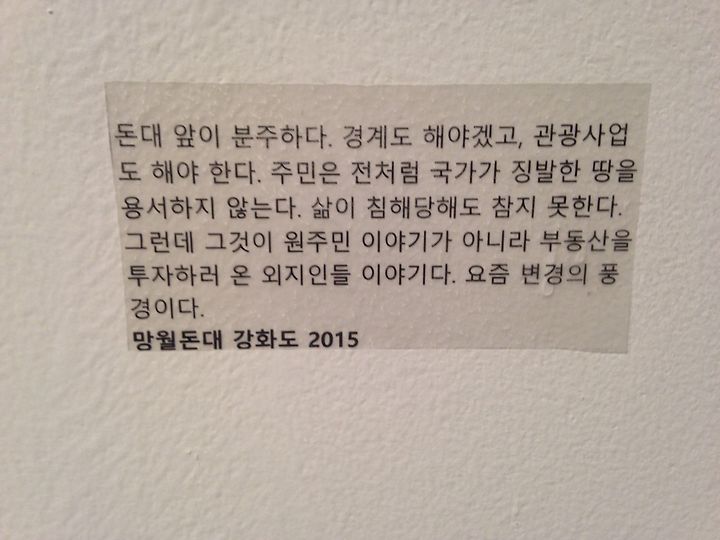 돈대 앞이 분주하다. 경계도 해야겠고, 관광사업
도 해야 한다. 주민은 전처럼 국가가 징발한 땅을
용서하지 않는다. 삶이 침해당해도 참지 못한다.
그런데 그것이 원주민 이야기가 아니라 부동산을
투자하러 온 외지인들 이야기다. 요즘 변경의 풍
경이다.
망월돈대 강화도 2015